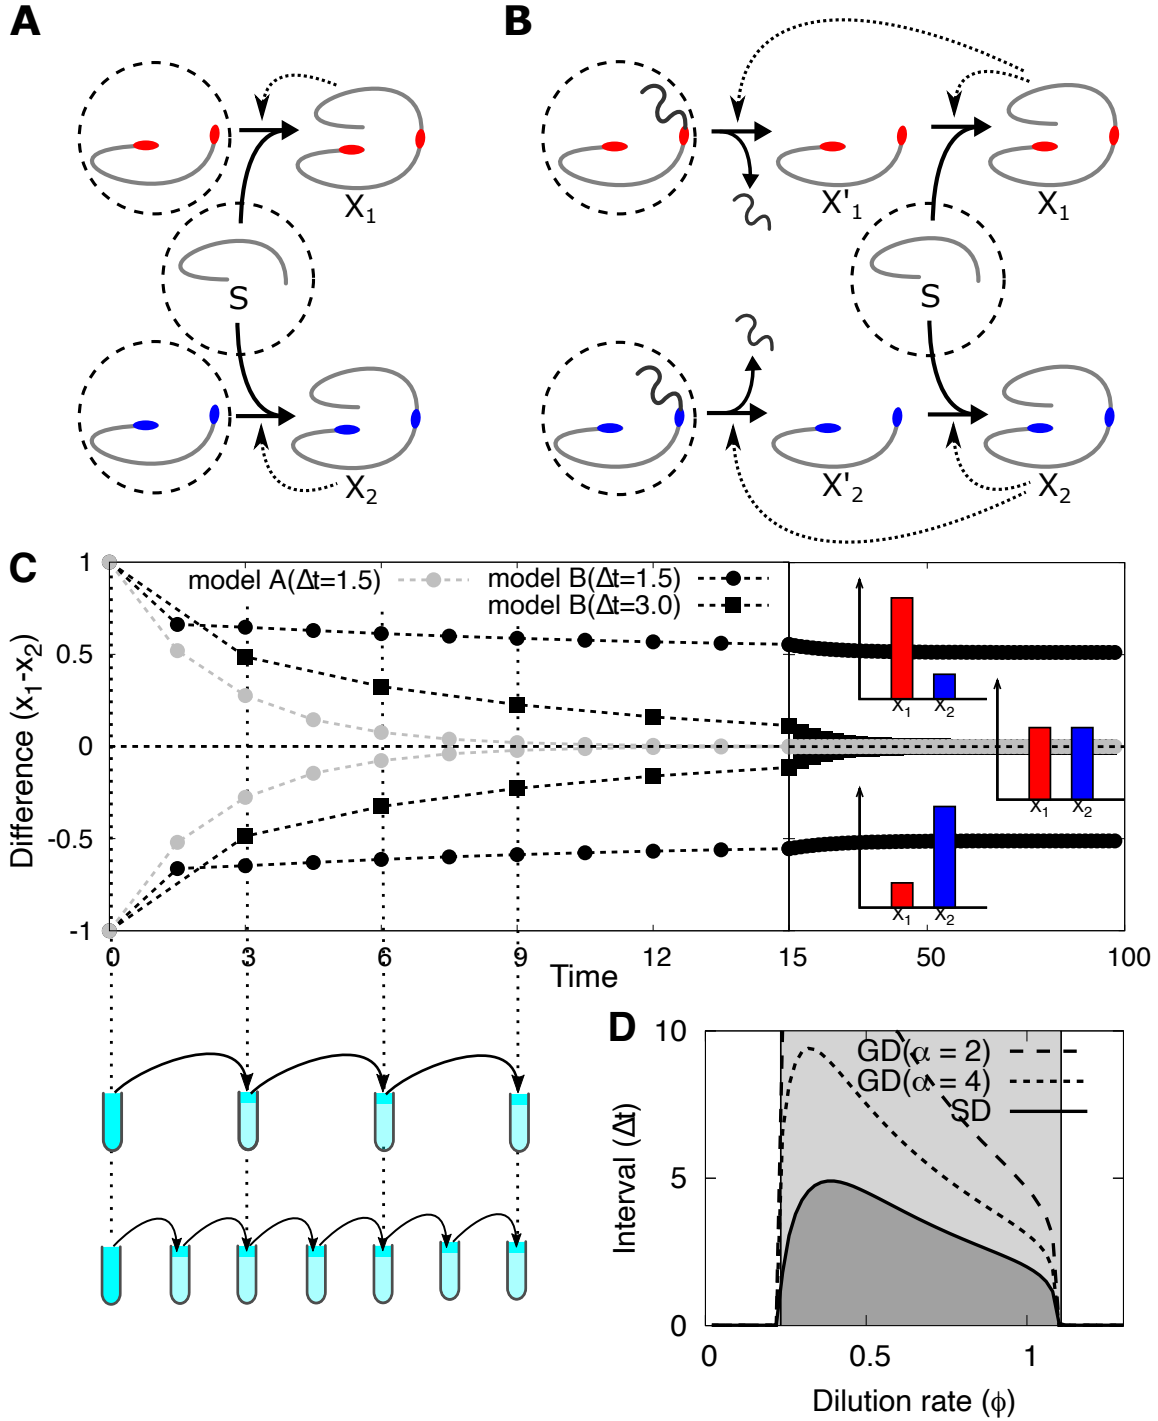 A
B
X1
X'1
X1
S
S
X2
X'2
X2
C
model A(Δt=1.5)
model B(Δt=1.5)
model B(Δt=3.0)
1
0.5
0
-0.5
-1
Difference (x1-x2)
x1 x2
x1 x2
x1 x2
0 3 6 9 12 15 50 100
Time
D
10
5
0
Interval (Δt)
GD(α = 2)
GD(α = 4)
SD
0 0.5 1
Dilution rate (ϕ)